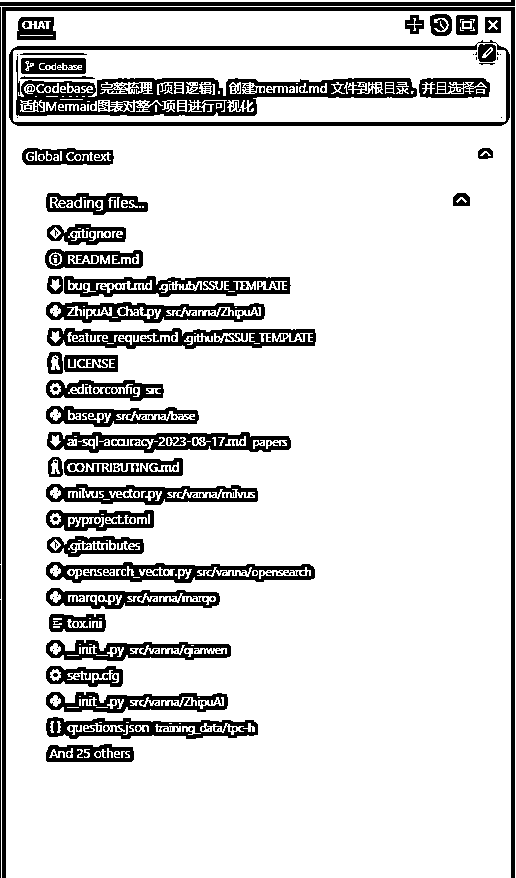 CHAT
Codebase
@Codebase 完整梳理 [项目逻辑], 创建mermaid.md 文件到根目录, 并且选择合
适的Mermaid图表对整个项目进行可视化
Global Context
Reading files...
.gitignore
README.md
bug_report.md .github/ISSUE_TEMPLATE
ZhipuAI_Chat.py src/vanna/ZhipuAI
feature_request.md .github/ISSUE_TEMPLATE
LICENSE
.editorconfig src
base.py src/vanna/base
ai-sql-accuracy-2023-08-17.md papers
CONTRIBUTING.md
milvus_vector.py src/vanna/milvus
pyproject.toml
.gitattributes
opensearch_vector.py src/vanna/opensearch
marqo.py src/vanna/marqo
tox.ini
__init__.py src/vanna/qianwen
setup.cfg
__init__.py src/vanna/ZhipuAI
questions.json training_data/tpc-h
And 25 others